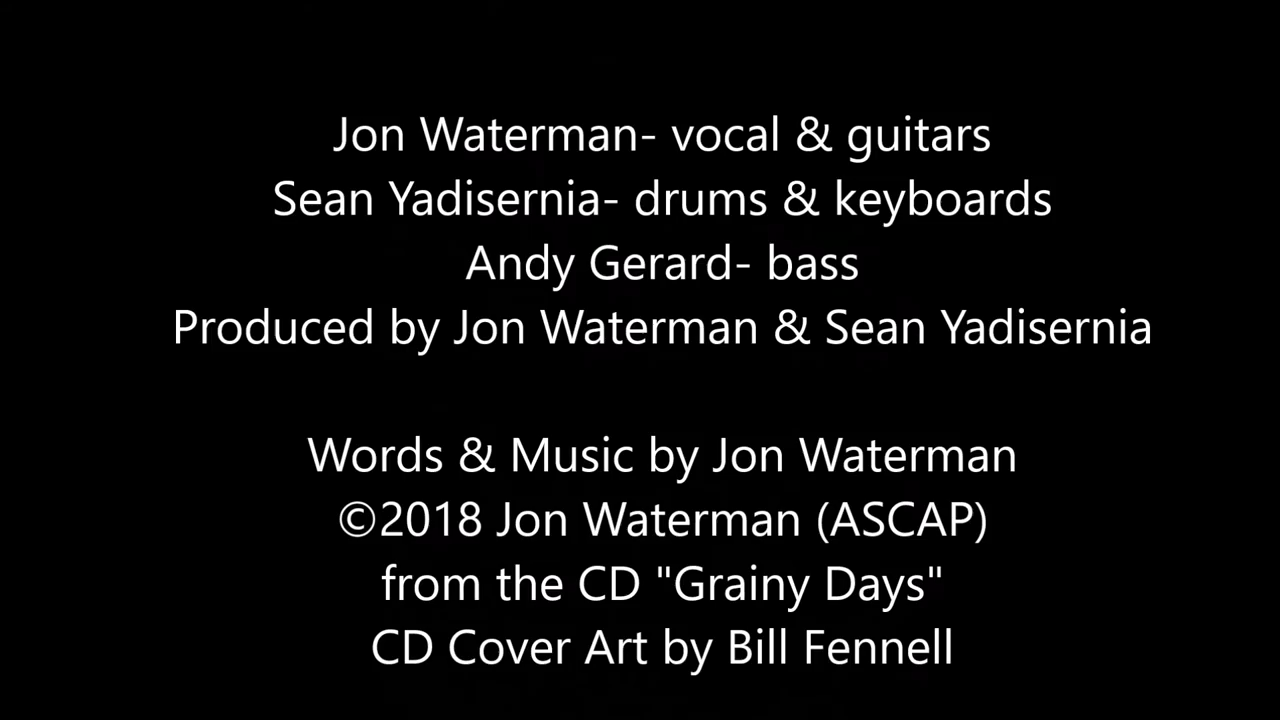 Jon Waterman- vocal & guitars
Sean Yadisernia- drums & keyboards
Andy Gerard- bass
Produced by Jon Waterman & Sean Yadisernia
Words & Music by Jon Waterman
©2018 Jon Waterman (ASCAP)
from the CD "Grainy Days"
CD Cover Art by Bill Fennell